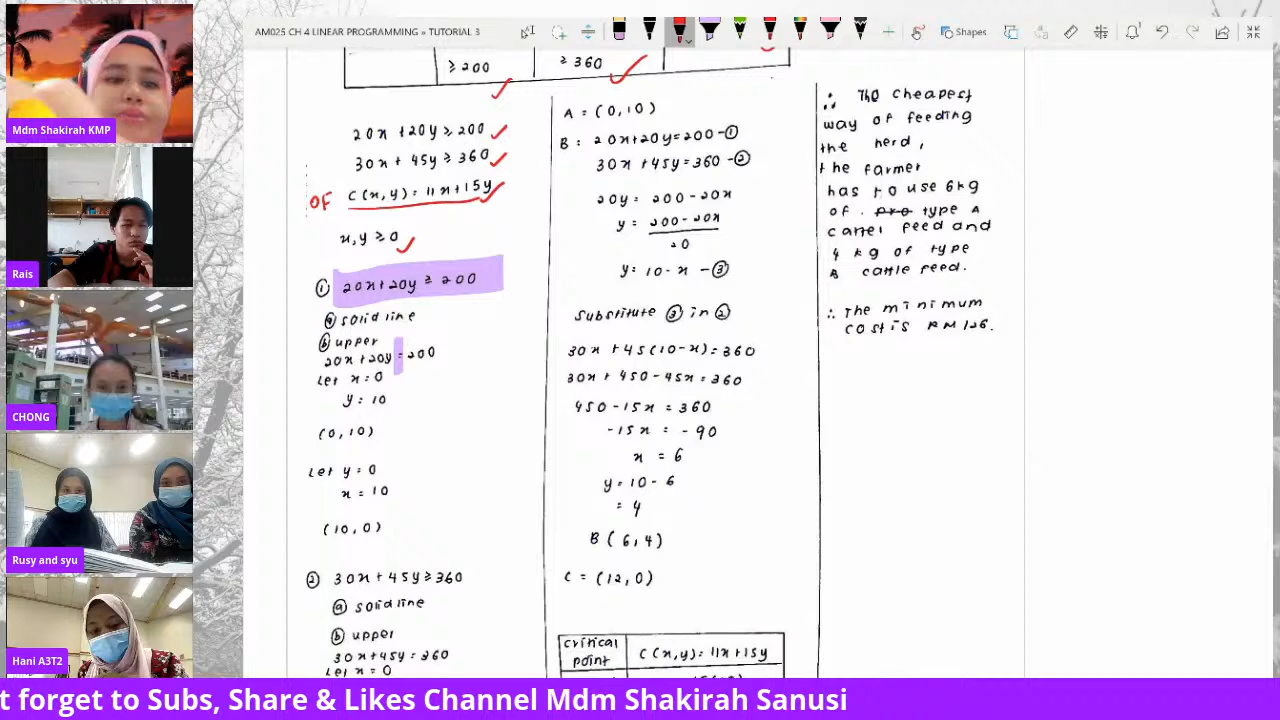 AM025 CH 4 LINEAR PROGRAMMING » TUTORIAL 3
Shapes
Mdm Shakirah KMP
Rais
CHONG
Rusy and syu
Hani A3T2
≥ 200
≥ 360
20x + 20y ≥ 200
30x + 45y ≥ 360
OF C(x,y) = 11x + 15y
x,y ≥ 0
① 20x+20y ≥ 200
ⓐ solid line
ⓑ upper
20x+20y = 200
Let x = 0
y = 10
(0,10)
Let y = 0
x = 10
(10,0)
② 30x + 45y ≥ 360
ⓐ solid line
ⓑ upper
30x+45y = 360
Let x = 0
A = (0,10)
B : 20x+20y = 200 - ①
30x + 45y = 360 - ②
20y = 200 - 20x
y = 200 - 20x
20
y = 10 - x - ③
Substitute ③ in ②
30x + 45(10-x) = 360
30x + 450 - 45x = 360
450 - 15x = 360
-15x = -90
x = 6
y = 10 - 6
= 4
B (6,4)
C = (12,0)
critical point
C(x,y) = 11x + 15y
∴ The cheapest
way of feeding
the herd,
the farmer
has to use 6kg
of type A
cattel feed and
4 kg of type
B cattle feed.
∴ The minimum
cost is RM 126.
t forget to Subs, Share & Likes Channel Mdm Shakirah Sanusi